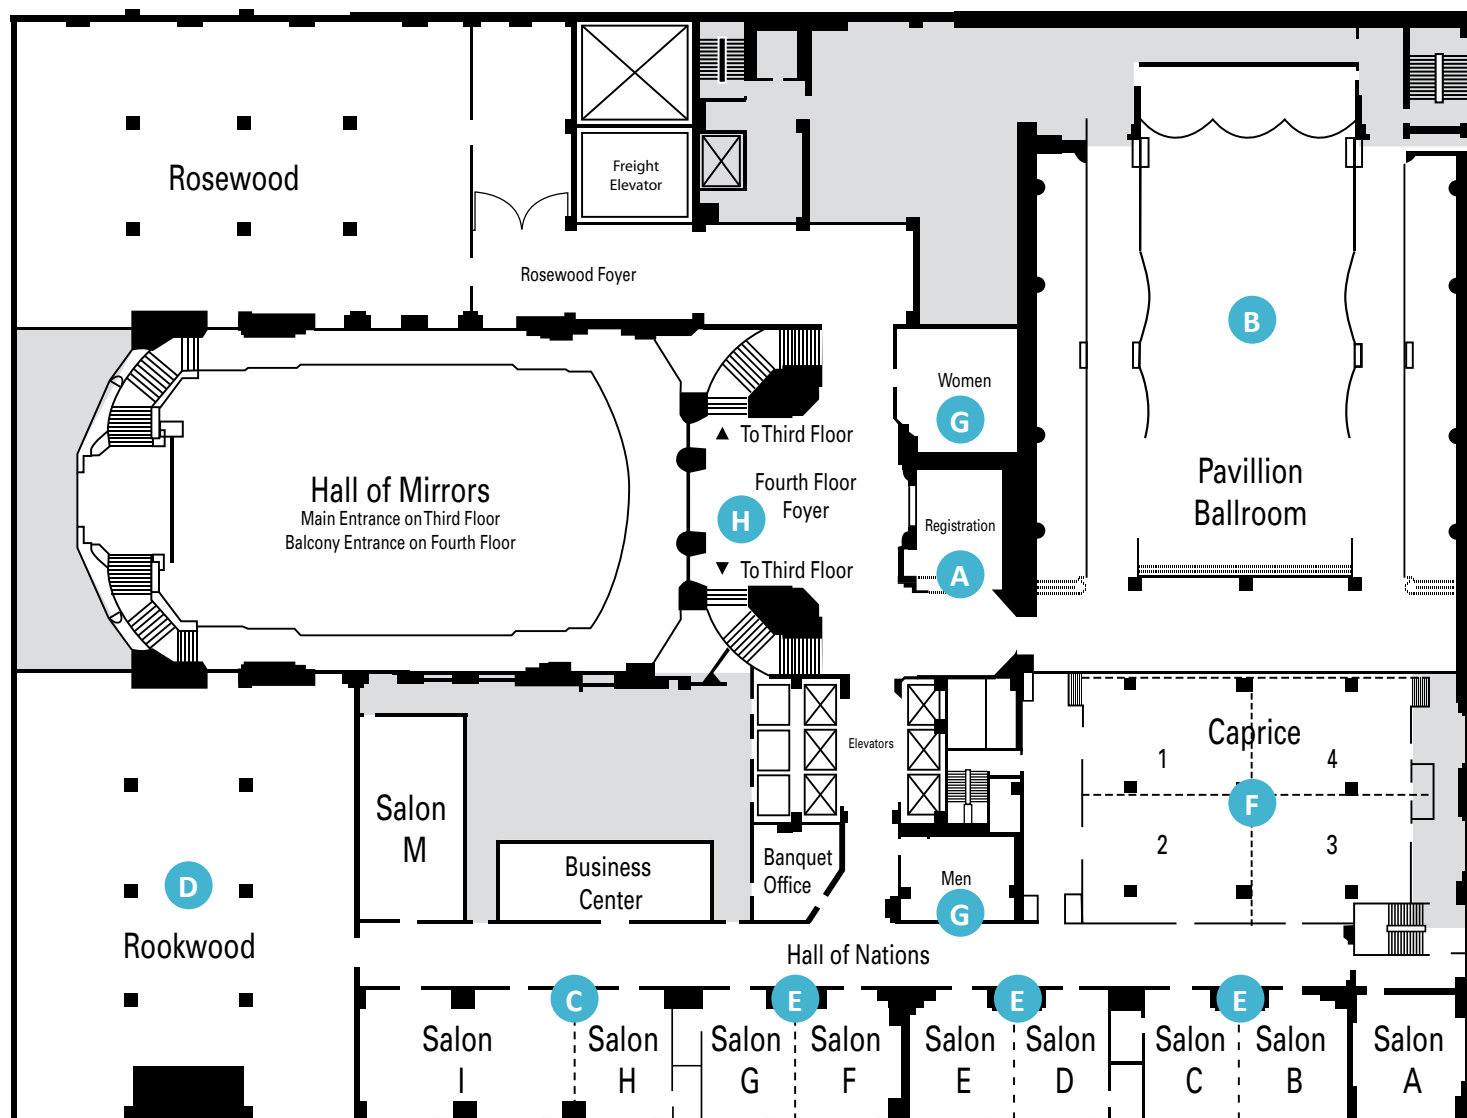 Freight
Elevator
Rosewood
Rosewood Foyer
B
Women
G
To Third Floor
Pavillion
Ballroom
Hall of Mirrors
Main Entrance on Third Floor
Balcony Entrance on Fourth Floor
Fourth Floor
Foyer
H
Registration
A
To Third Floor
Elevators
Caprice
1
4
F
2
3
Salon
M
Business
Center
Banquet
Office
Men
G
D
Rookwood
Hall of Nations
C
E
E
E
Salon
I
Salon
H
Salon
G
Salon
F
Salon
E
Salon
D
Salon
C
Salon
B
Salon
A